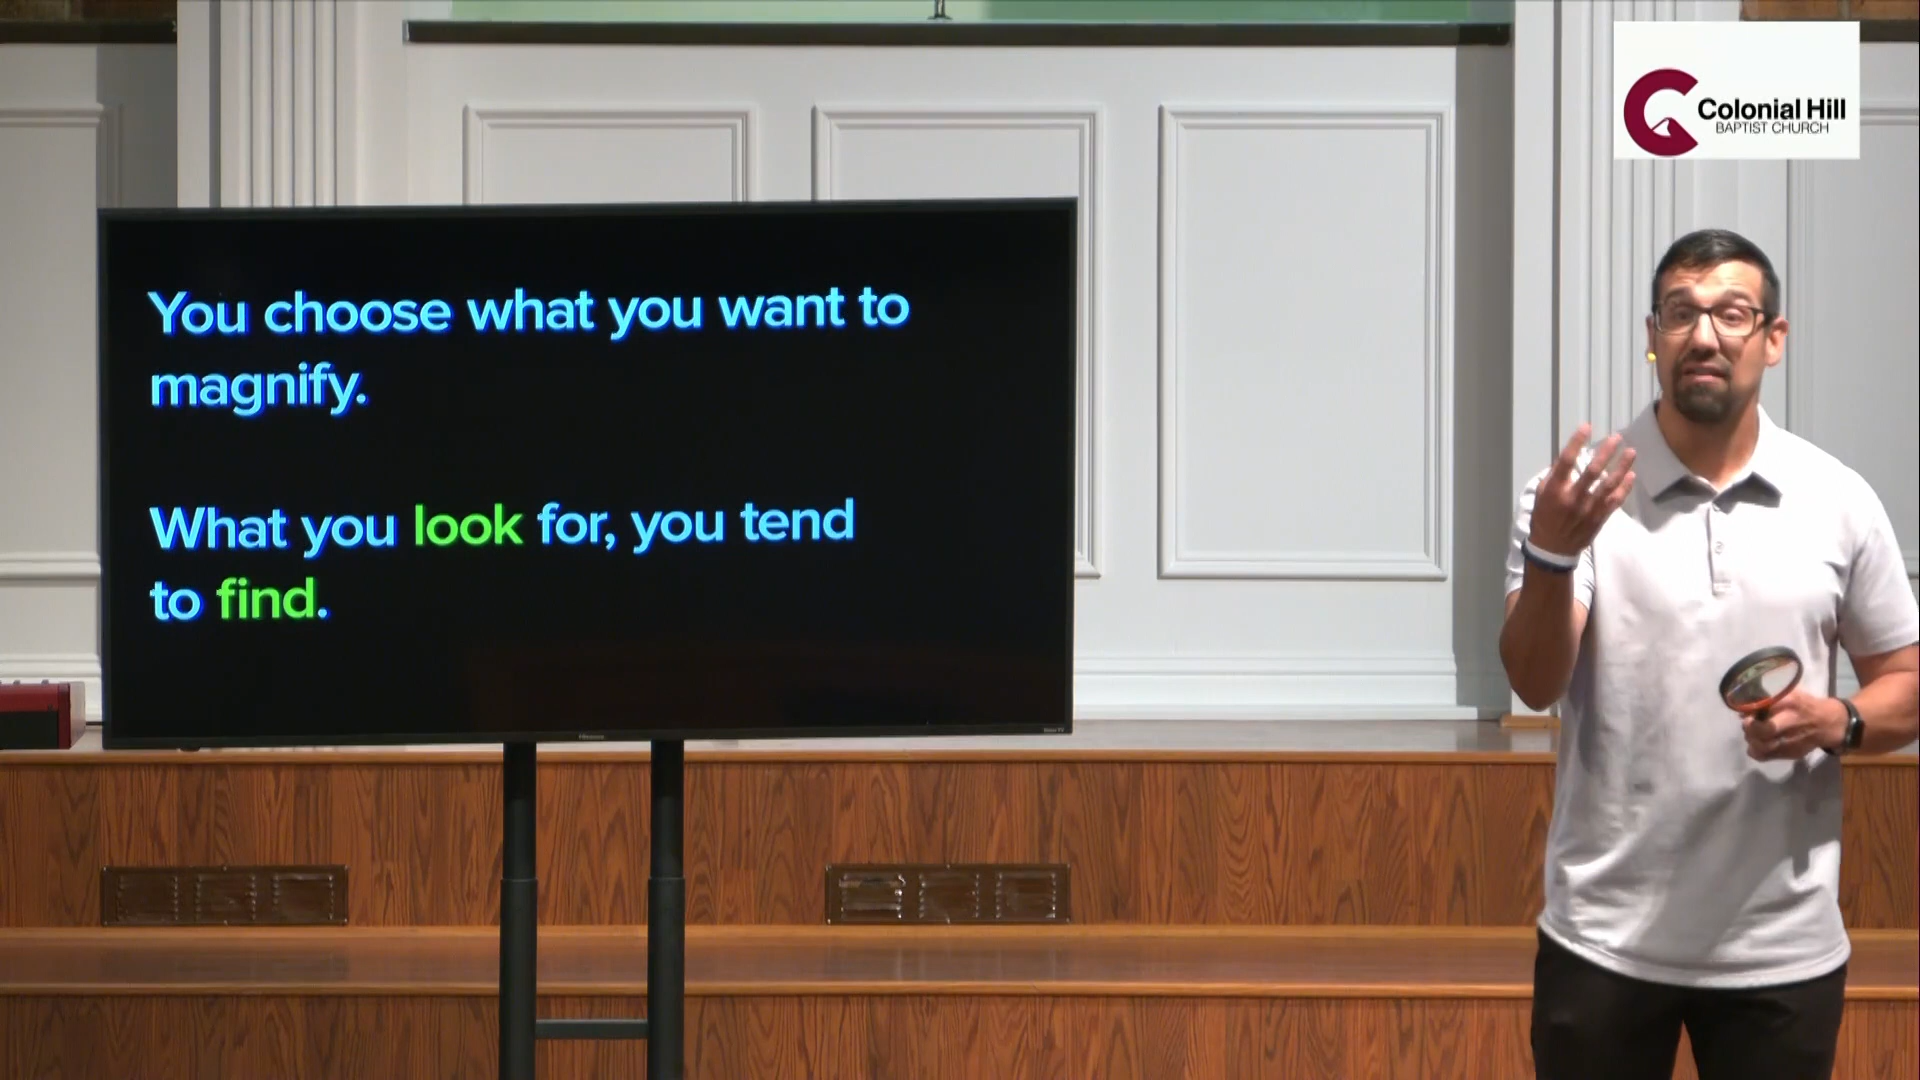 Colonial Hill
BAPTIST CHURCH
You choose what you want to
magnify.
What you look for, you tend
to find.